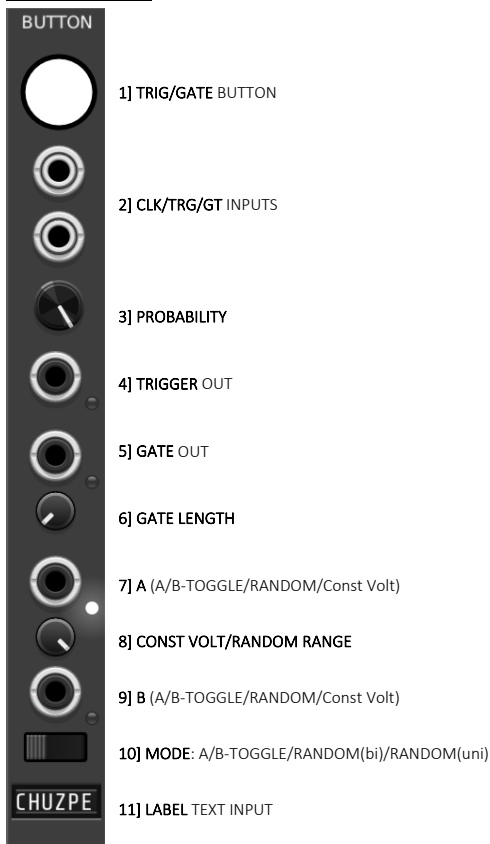 BUTTON
1] TRIG/GATE BUTTON
2] CLK/TRG/GT INPUTS
3] PROBABILITY
4] TRIGGER OUT
5] GATE OUT
6] GATE LENGTH
7] A (A/B-TOGGLE/RANDOM/Const Volt)
8] CONST VOLT/RANDOM RANGE
9] B (A/B-TOGGLE/RANDOM/Const Volt)
10] MODE: A/B-TOGGLE/RANDOM(bi)/RANDOM(uni)
CHUZPE
11] LABEL TEXT INPUT